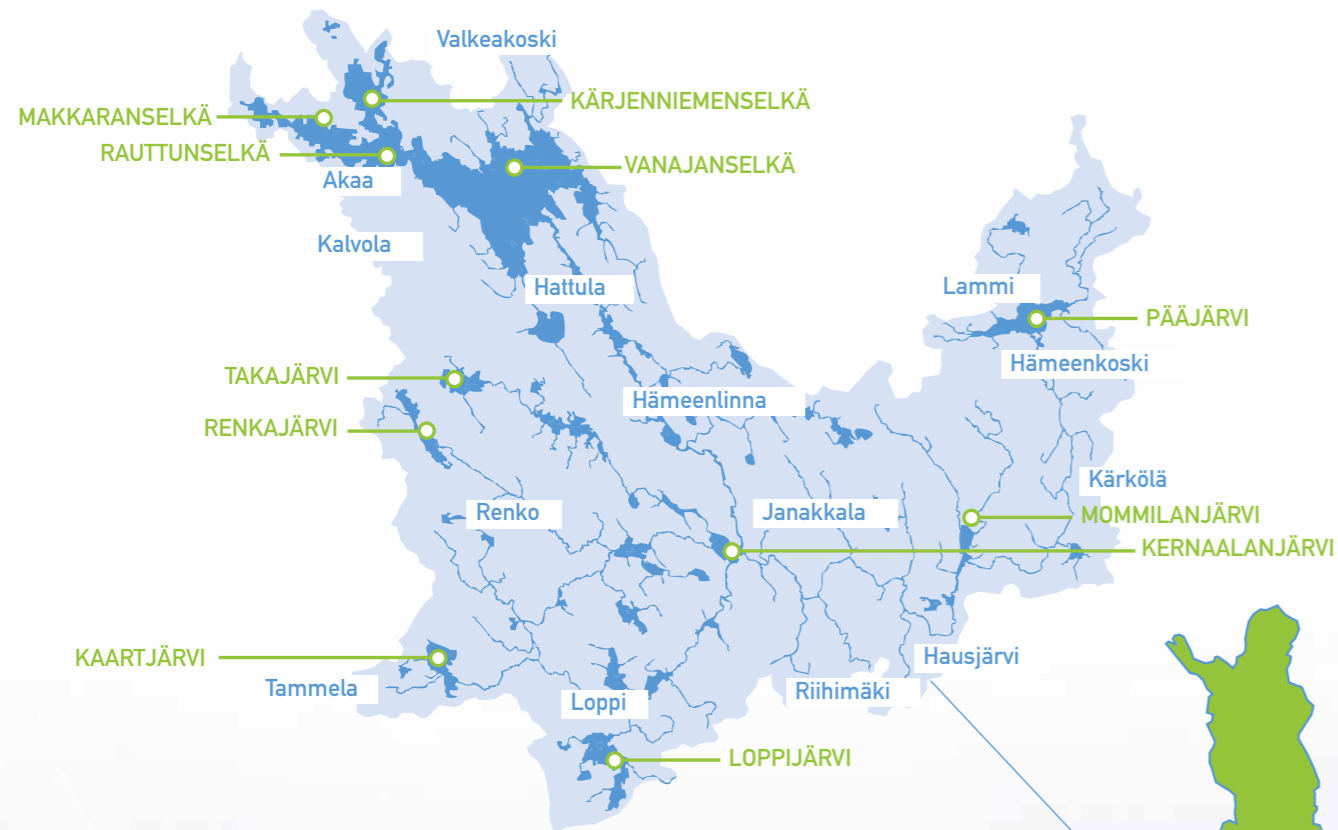 Valkeakoski
KÄRJENNIEMENSELKÄ
MAKKARANSELKÄ
RAUTTUNSELKÄ
VANAJANSELKÄ
Akaa
Kalvola
Hattula
Lammi
PÄÄJÄRVI
Hämeenkoski
TAKAJÄRVI
Hämeenlinna
RENKAJÄRVI
Kärkölä
Renko
Janakkala
MOMMILANJÄRVI
KERNAALANJÄRVI
KAARTJÄRVI
Hausjärvi
Tammela
Riihimäki
Loppi
LOPPIJÄRVI